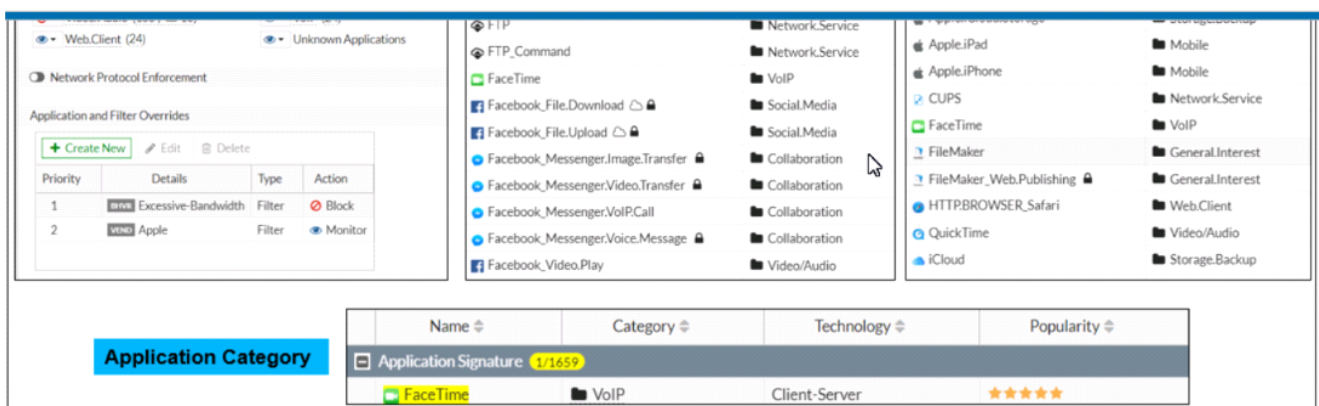 Web.Client (24)
Unknown Applications
Network Protocol Enforcement
Application and Filter Overrides
+ Create New Edit Delete
Priority Details Type Action
1 BHVR Excessive-Bandwidth Filter Block
2 VEND Apple Filter Monitor
FTP Network.Service
FTP_Command Network.Service
FaceTime VoIP
Facebook_File.Download Social.Media
Facebook_File.Upload Social.Media
Facebook_Messenger.Image.Transfer Collaboration
Facebook_Messenger.Video.Transfer Collaboration
Facebook_Messenger.VoIP.Call Collaboration
Facebook_Messenger.Voice.Message Collaboration
Facebook_Video.Play Video/Audio
Storage.Backup
Apple.iPad Mobile
Apple.iPhone Mobile
CUPS Network.Service
FaceTime VoIP
FileMaker General.Interest
FileMaker_Web.Publishing General.Interest
HTTP.BROWSER_Safari Web.Client
QuickTime Video/Audio
iCloud Storage.Backup
Application Category
Name Category Technology Popularity
Application Signature 1/1659
FaceTime VoIP Client-Server